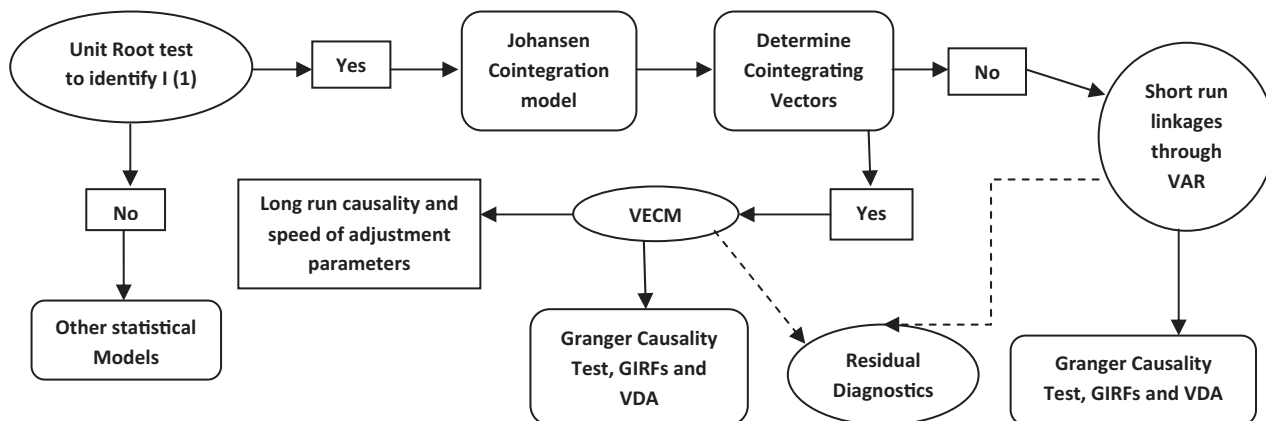 Unit Root test
to identify I (1)
Yes
Johansen
Cointegration
model
Determine
Cointegrating
Vectors
No
Short run
linkages
through
VAR
No
Long run causality and
speed of adjustment
parameters
VECM
Yes
Other statistical
Models
Granger Causality
Test, GIRFs and
VDA
Residual
Diagnostics
Granger Causality
Test, GIRFs and VDA